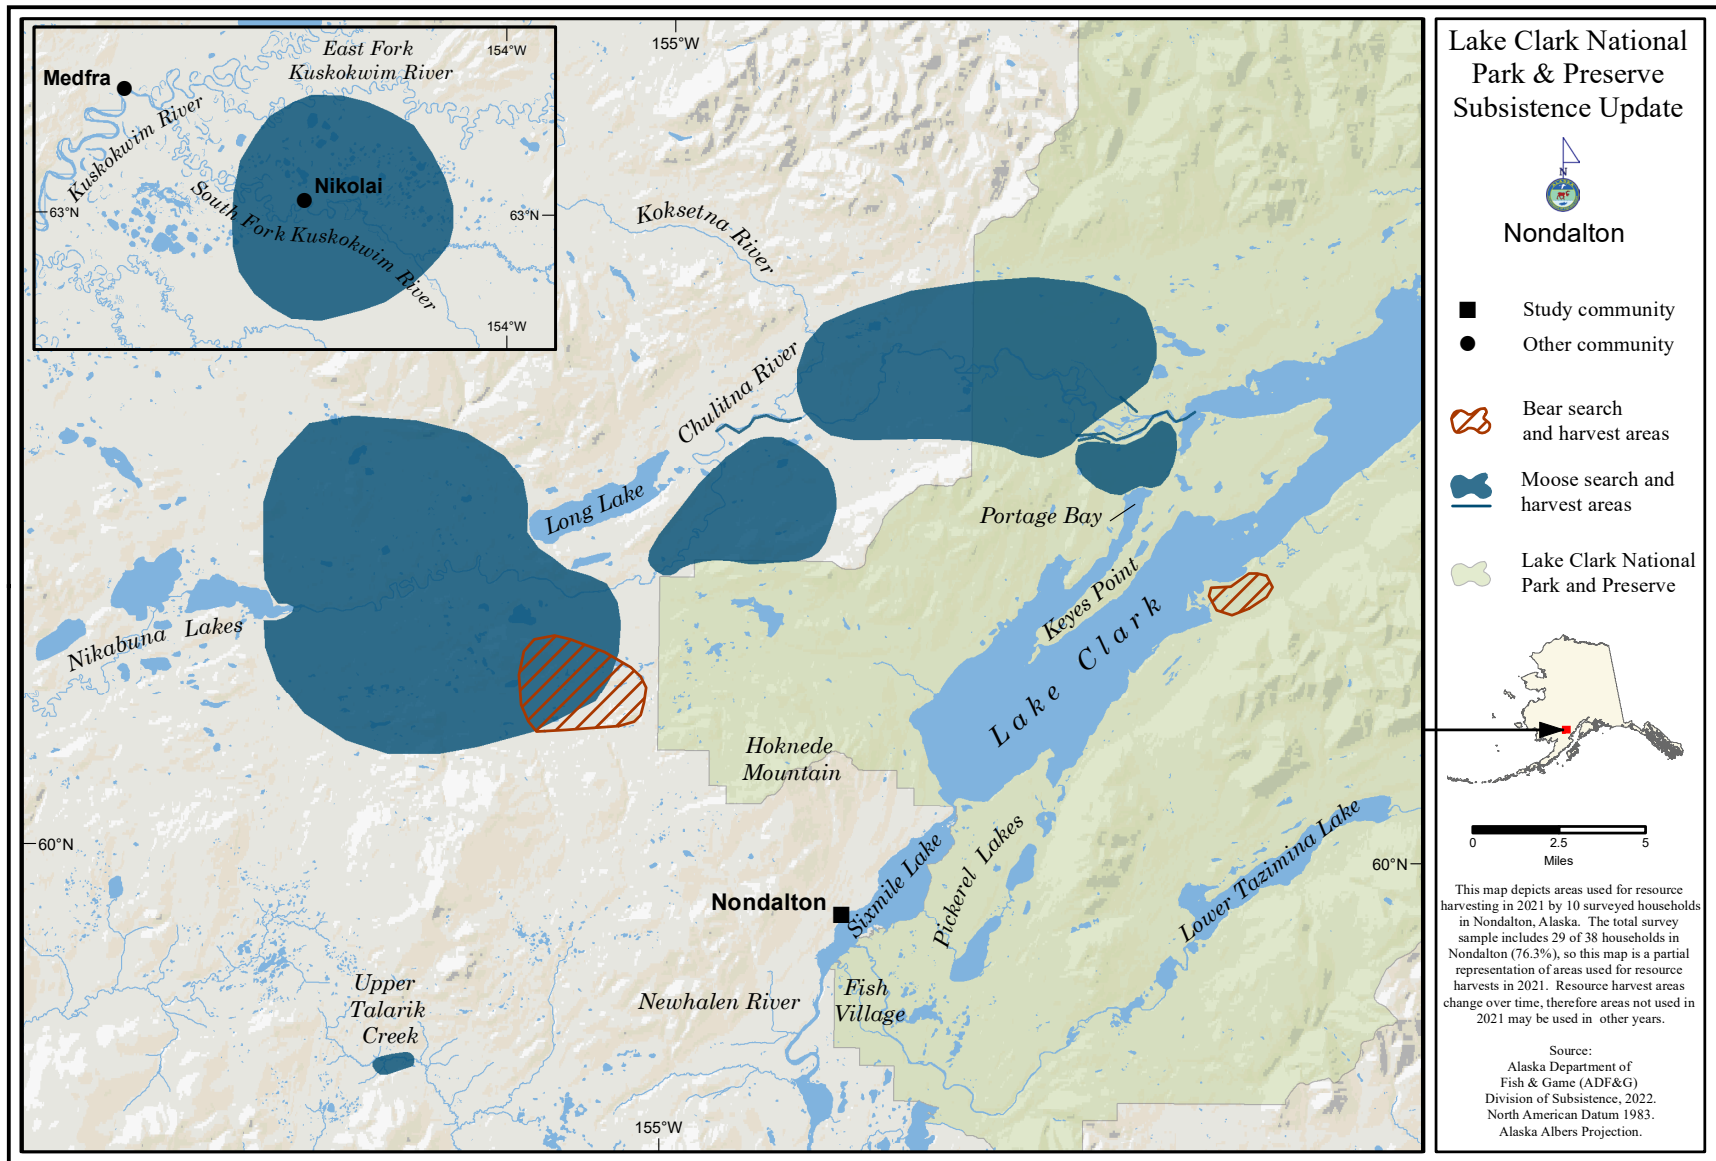 East Fork
Kuskokwim River
154°W
Medfra
Kuskokwim River
Nikolai
South Fork Kuskokwim River
63°N
63°N
154°W
155°W
Koksetna River
Chulitna River
Long Lake
Portage Bay
Keyes Point
Lake Clark
Nikabuna Lakes
Hoknede
Mountain
60°N
60°N
Sixmile Lake
Pickerel Lakes
Lower Tazimina Lake
Nondalton
Upper
Talarik
Creek
Newhalen River
Fish
Village
155°W
Lake Clark National
Park & Preserve
Subsistence Update
N
Nondalton
Study community
Other community
Bear search
and harvest areas
Moose search and
harvest areas
Lake Clark National
Park and Preserve
0 2.5 5
Miles
This map depicts areas used for resource
harvesting in 2021 by 10 surveyed households
in Nondalton, Alaska. The total survey
sample includes 29 of 38 households in
Nondalton (76.3%), so this map is a partial
representation of areas used for resource
harvests in 2021. Resource harvest areas
change over time, therefore areas not used in
2021 may be used in other years.
Source:
Alaska Department of
Fish & Game (ADF&G)
Division of Subsistence, 2022.
North American Datum 1983.
Alaska Albers Projection.